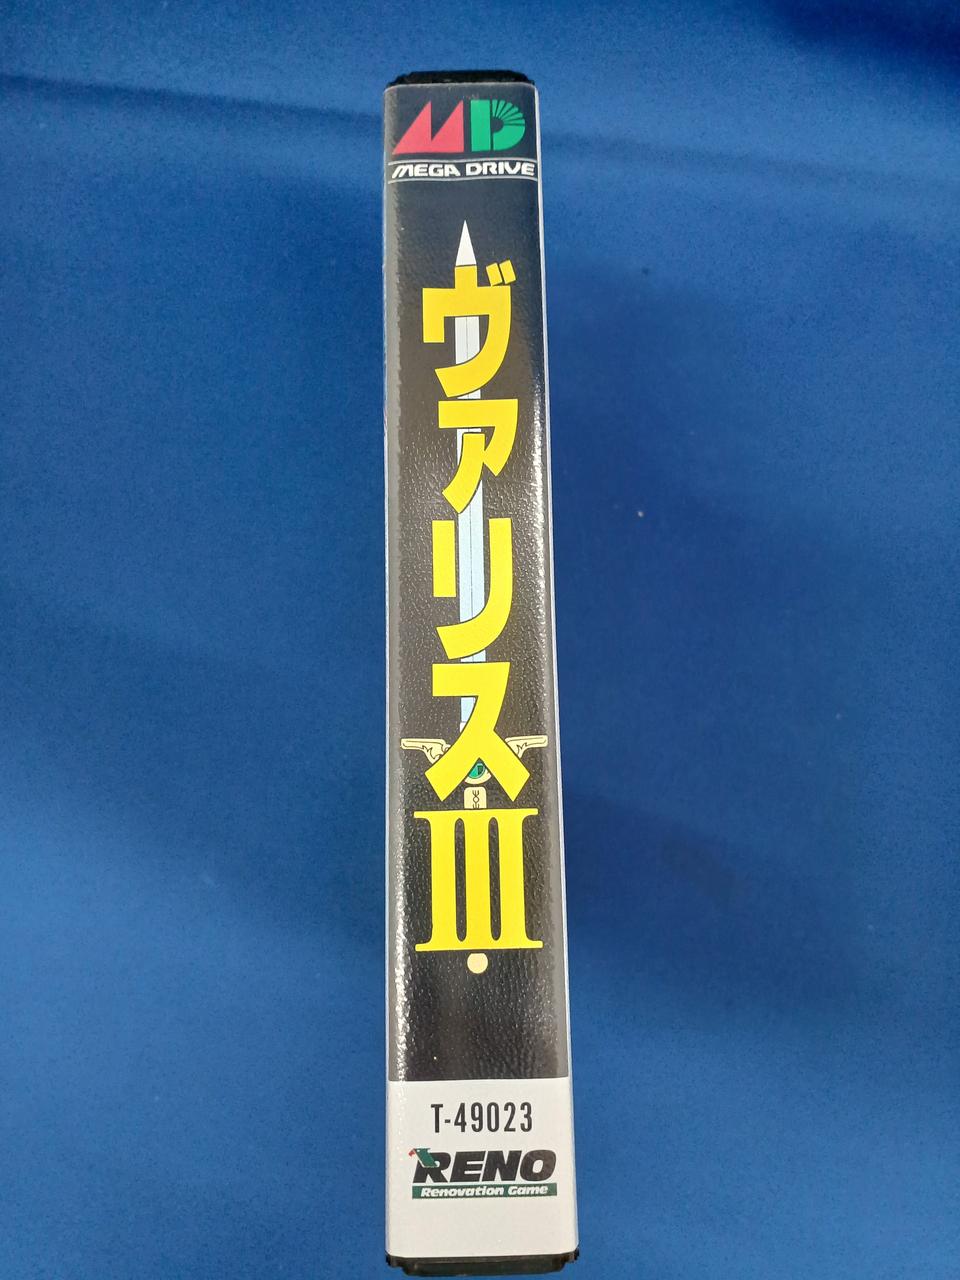 MD
MEGA DRIVE
ヴァリスIII
T-49023
RENO
Renovation Game